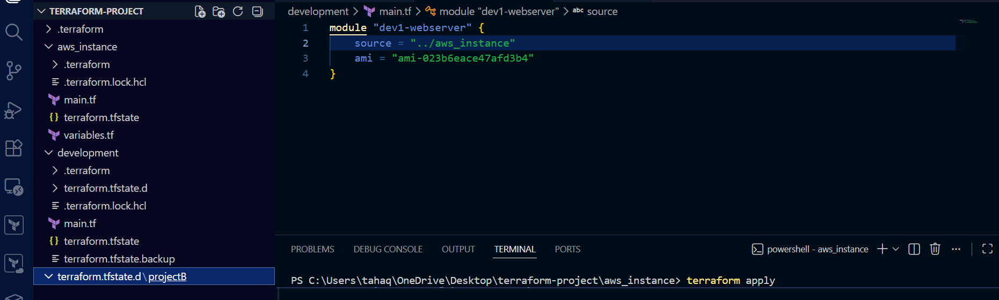 TERRAFORM-PROJECT
.terraform
aws_instance
.terraform
.terraform.lock.hcl
main.tf
{} terraform.tfstate
variables.tf
development
.terraform
terraform.tfstate.d
.terraform.lock.hcl
main.tf
{} terraform.tfstate
terraform.tfstate.backup
terraform.tfstate.d\projectB
development > main.tf > module "dev1-webserver" > abc source
1 module "dev1-webserver" {
2 source = "../aws_instance"
3 ami = "ami-023b6eace47afd3b4"
4 }
PROBLEMS DEBUG CONSOLE OUTPUT TERMINAL PORTS powershell - aws_instance
PS C:\Users\tahaq\OneDrive\Desktop\terraform-project\aws_instance> terraform apply